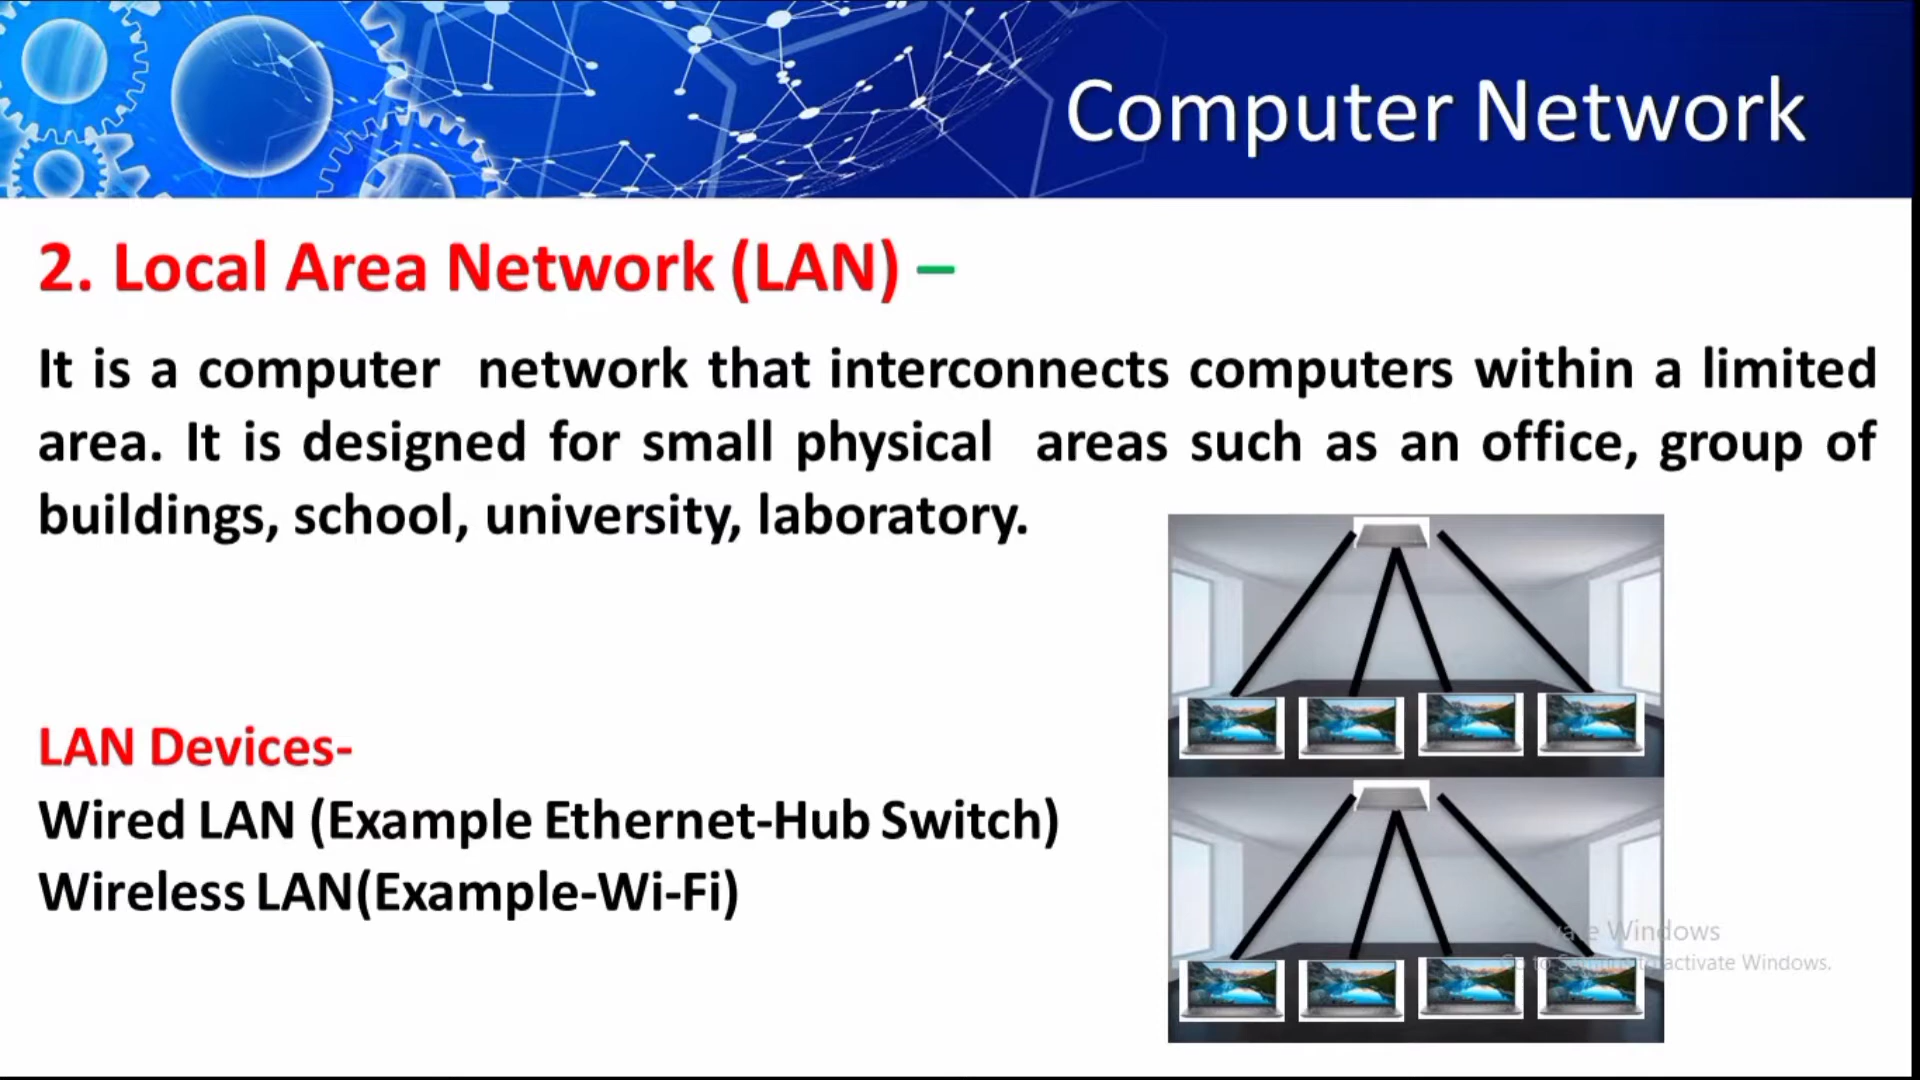 Computer Network
2. Local Area Network (LAN) –
It is a computer network that interconnects computers within a limited
area. It is designed for small physical areas such as an office, group of
buildings, school, university, laboratory.
LAN Devices-
Wired LAN (Example Ethernet-Hub Switch)
Wireless LAN(Example-Wi-Fi)
Windows
activate Windows.